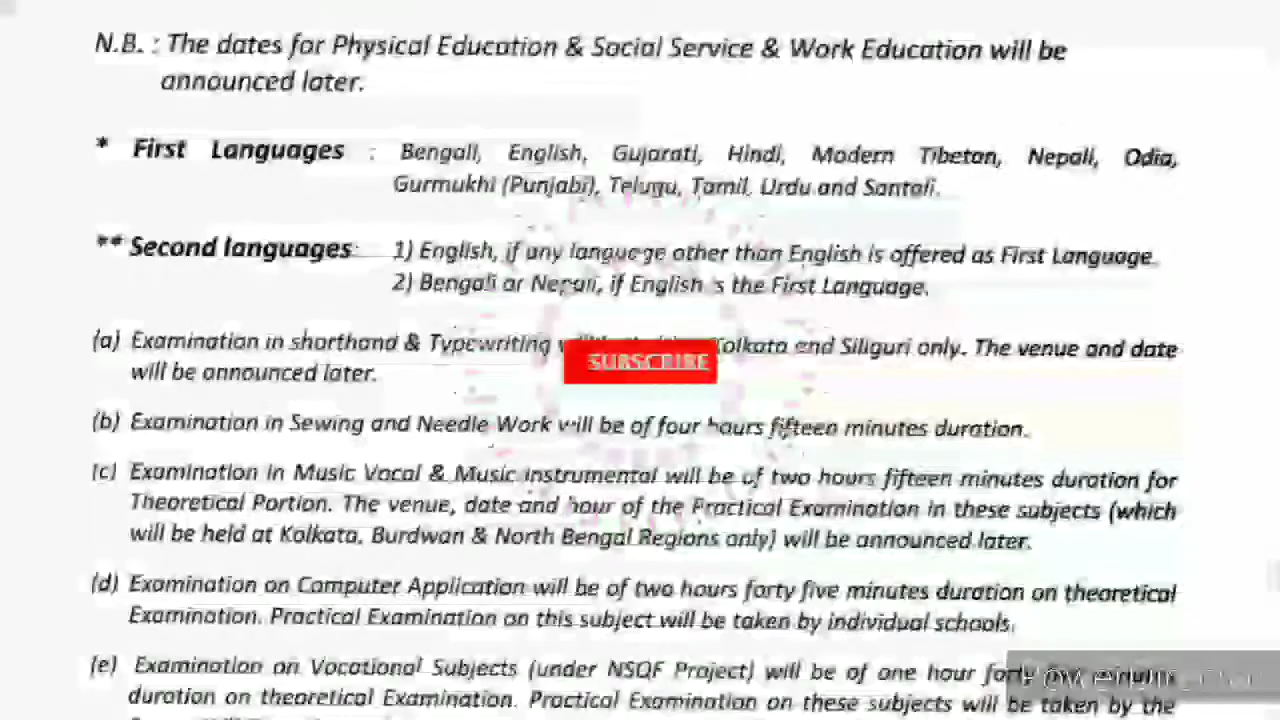 N.B. : The dates for Physical Education & Social Service & Work Education will be
announced later.
* First Languages : Bengali, English, Gujarati, Hindi, Modern Tibetan, Nepali, Odia,
Gurmukhi (Punjabi), Telugu, Tamil, Urdu and Santali.
** Second languages: 1) English, if any language other than English is offered as First Language.
2) Bengali or Nepali, if English is the First Language.
(a) Examination in shorthand & Typewriting Kolkata and Siliguri only. The venue and date
SUBSCRIBE
will be announced later.
(b) Examination in Sewing and Needle Work will be of four hours fifteen minutes duration.
(c) Examination in Music Vocal & Music Instrumental will be of two hours fifteen minutes duration for
Theoretical Portion. The venue, date and hour of the Practical Examination in these subjects (which
will be held at Kolkata, Burdwan & North Bengal Regions only) will be announced later.
(d) Examination on Computer Application will be of two hours forty five minutes duration on theoretical
Examination. Practical Examination on this subject will be taken by individual schools.
(e) Examination on Vocational Subjects (under NSQF Project) will be of one hour forty
duration on theoretical Examination. Practical Examination on these subjects will be taken by the